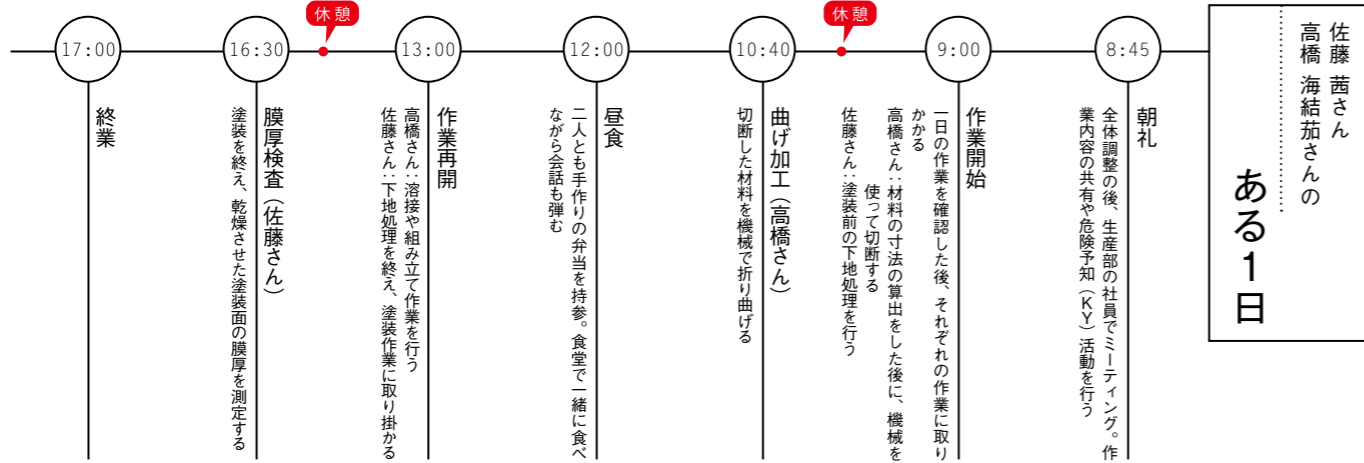 佐藤 茜さん
高橋 海結茄さんの
ある1日
8:45
朝礼
全体調整の後、生産部の社員でミーティング。作
業内容の共有や危険予知(KY)活動を行う
9:00
作業開始
一日の作業を確認した後、それぞれの作業に取り
かかる
高橋さん:材料の寸法の算出をした後に、機械を
使って切断する
佐藤さん:塗装前の下地処理を行う
休憩
10:40
曲げ加工(高橋さん)
切断した材料を機械で折り曲げる
12:00
昼食
二人とも手作りの弁当を持参。食堂で一緒に食べ
ながら会話も弾む
13:00
作業再開
高橋さん:溶接や組み立て作業を行う
佐藤さん:下地処理を終え、塗装作業に取り掛かる
休憩
16:30
膜厚検査(佐藤さん)
塗装を終え、乾燥させた塗装面の膜厚を測定する
17:00
終業